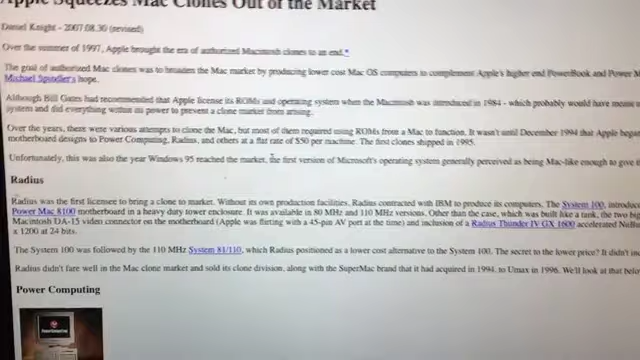 Apple Squeezes Mac Clones Out of the Market
Daniel Knight - 2007.08.30 (revised)
Over the summer of 1997, Apple brought the era of authorized Macintosh clones to an end.*
The goal of authorized Mac clones was to broaden the Mac market by producing lower cost Mac OS computers to complement Apple's higher end PowerBook and Power M
Michael Spindler's hope.
Although Bill Gates had recommended that Apple license its ROMs and operating system when the Macintosh was introduced in 1984 - which probably would have meant
system and did everything within its power to prevent a clone market from arising.
Over the years, there were various attempts to clone the Mac, but most of them required using ROMs from a Mac to function. It wasn't until December 1994 that Apple began
motherboard designs to Power Computing, Radius, and others at a flat rate of $50 per machine. The first clones shipped in 1995.
Unfortunately, this was also the year Windows 95 reached the market, the first version of Microsoft's operating system generally perceived as being Mac-like enough to give t
Radius
Radius was the first licensee to bring a clone to market. Without its own production facilities, Radius contracted with IBM to produce its computers. The System 100, introduc
Power Mac 8100 motherboard in a heavy duty tower enclosure. It was available in 80 MHz and 110 MHz versions. Other than the case, which was built like a tank, the two big
Macintosh DA-15 video connector on the motherboard (Apple was flirting with a 45-pin AV port at the time) and inclusion of a Radius Thunder IV GX 1600 accelerated NuBus
x 1200 at 24 bits.
The System 100 was followed by the 110 MHz System 81/110, which Radius positioned as a lower cost alternative to the System 100. The secret to the lower price? It didn't inc
Radius didn't fare well in the Mac clone market and sold its clone division, along with the SuperMac brand that it had acquired in 1994, to Umax in 1996. We'll look at that belo
Power Computing